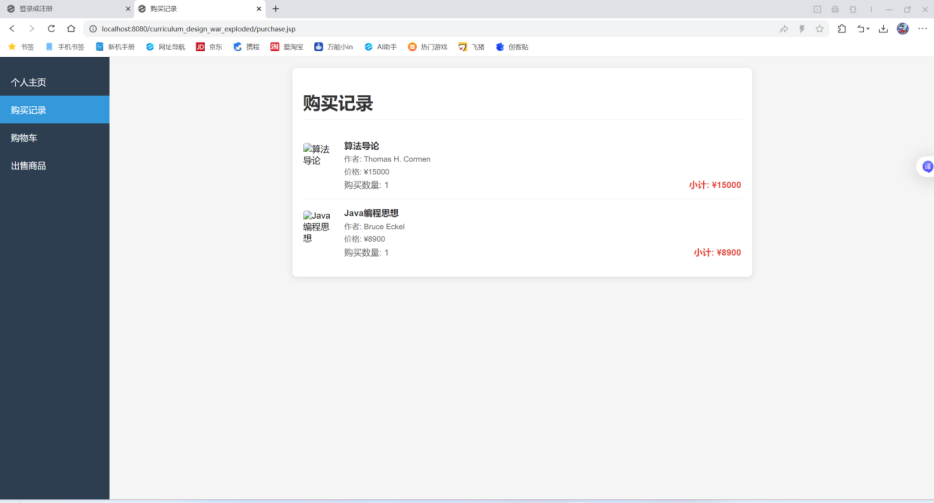 登录或注册
购买记录
localhost:8080/curriculum_design_war_exploded/purchase.jsp
书签 手机书签 新机手册 网址导航 京东 携程 爱淘宝 万能小in AI助手 热门游戏 飞猪 创客贴
个人主页
购买记录
购物车
出售商品
购买记录
算法导论
算法导论
作者: Thomas H. Cormen
价格: ¥15000
购买数量: 1
小计: ¥15000
Java编程思想
Java编程思想
作者: Bruce Eckel
价格: ¥8900
购买数量: 1
小计: ¥8900
译